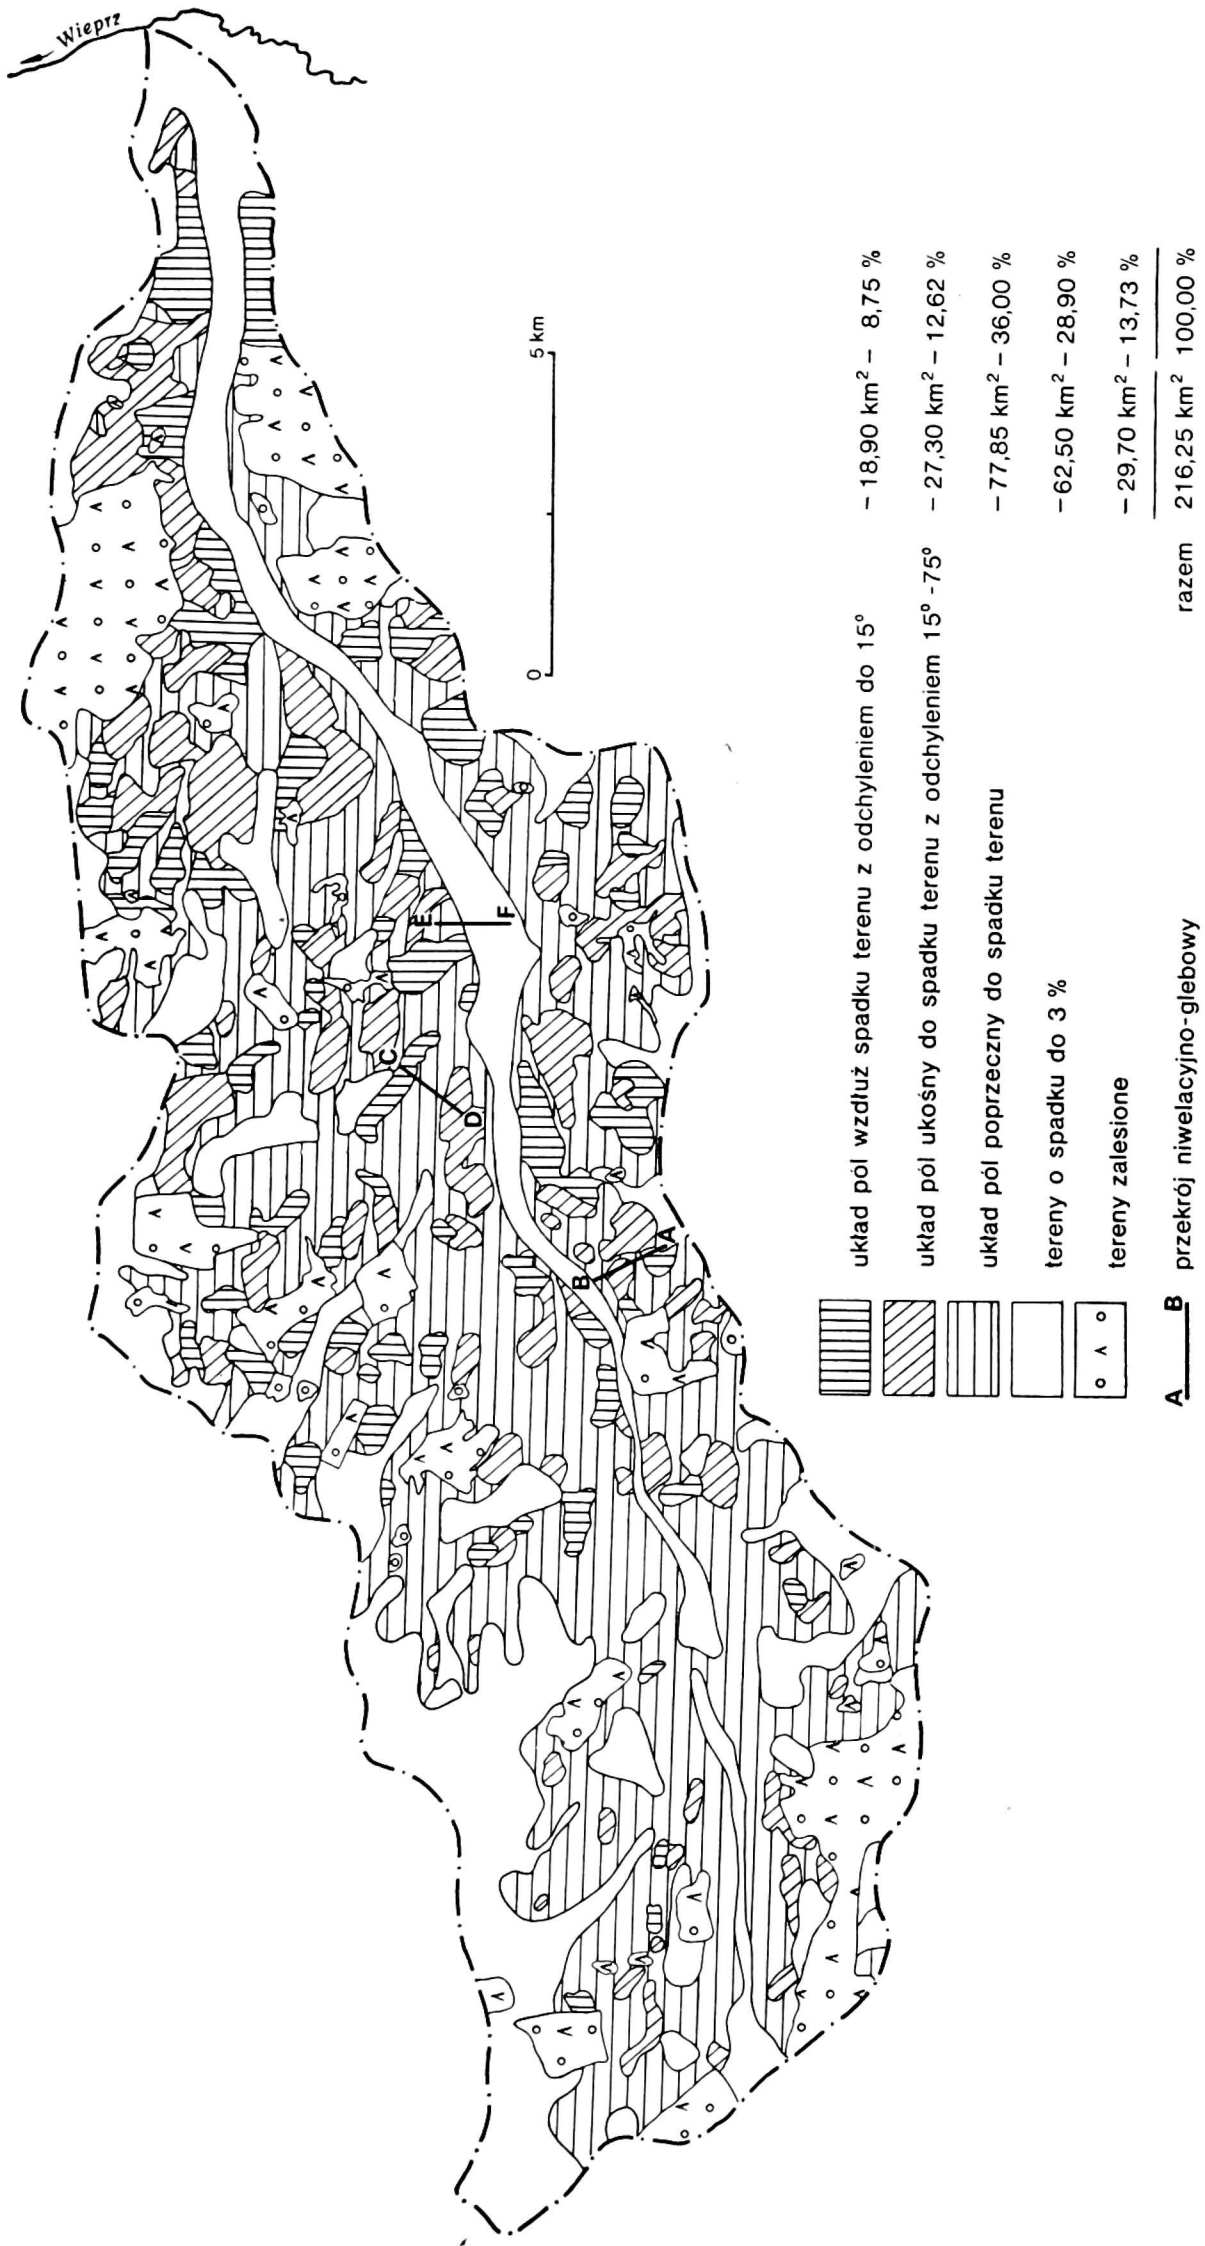 Wieprz
E
F
C
D
B
A
0 5 km
układ pól wzdłuż spadku terenu z odchyleniem do 15° – 18,90 km² – 8,75 %
układ pól ukośny do spadku terenu z odchyleniem 15° -75° – 27,30 km² – 12,62 %
układ pól poprzeczny do spadku terenu – 77,85 km² – 36,00 %
tereny o spadku do 3 % – 62,50 km² – 28,90 %
tereny zalesione – 29,70 km² – 13,73 %
razem 216,25 km² 100,00 %
A B przekrój niwelacyjno-glebowy